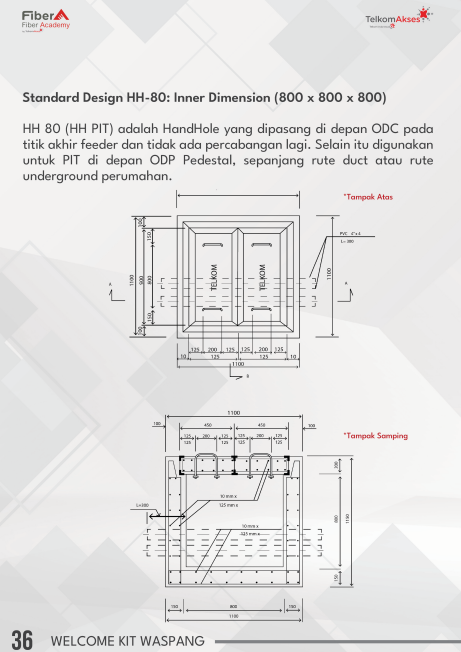 Fiber
Fiber Academy
TelkomAkses
Standard Design HH-80: Inner Dimension (800 x 800 x 800)
HH 80 (HH PIT) adalah HandHole yang dipasang di depan ODC pada
titik akhir feeder dan tidak ada percabangan lagi. Selain itu digunakan
untuk PIT di depan ODP Pedestal, sepanjang rute duct atau rute
underground perumahan.
*Tampak Atas
100
150
1100
900
800
150
100
TELKOM
TELKOM
PVC 4"x 4
L= 300
1100
A
A
125 200 125 125 200 125
10 125 125 10
1100
B
*Tampak Samping
1100
100 450 450 100
125 200 125 125 200 125
125 125 125 125
200
10 mm x
125 mm x
L=300
10 mm x
125 mm x
800
1150
150
150 800 150
1100
36 WELCOME KIT WASPANG